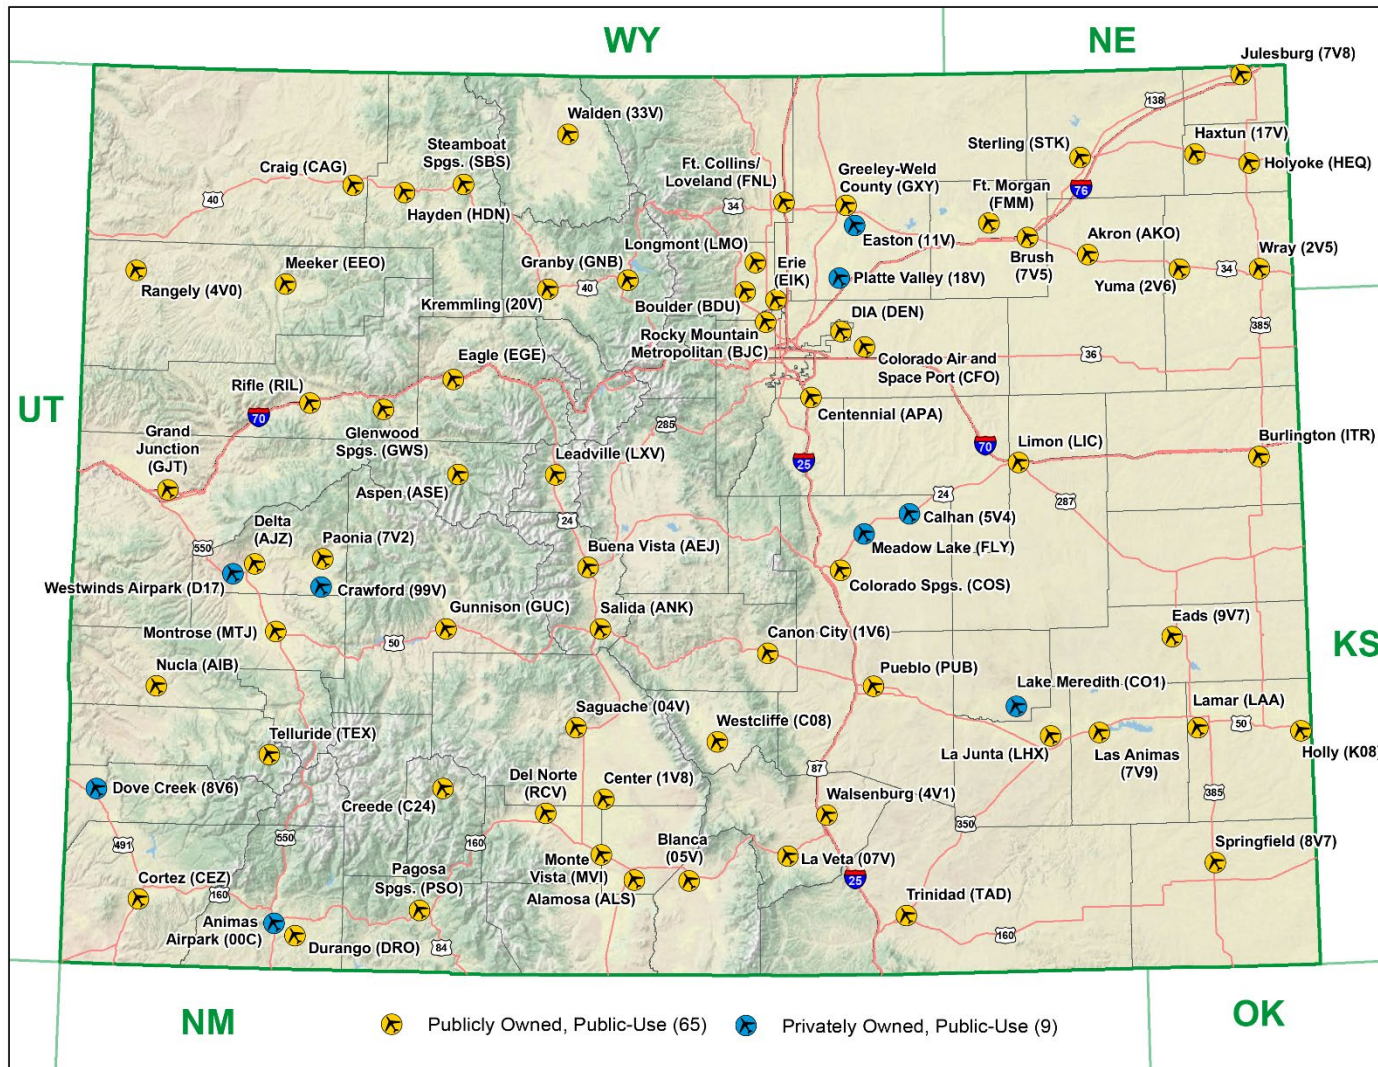 WY
NE
Julesburg (7V8)
138
Walden (33V)
Haxtun (17V)
Steamboat
Spgs. (SBS)
Sterling (STK)
Craig (CAG)
Ft. Collins/
Loveland (FNL)
Greeley-Weld
County (GXY)
Holyoke (HEQ)
76
Ft. Morgan
(FMM)
40
34
Hayden (HDN)
Easton (11V)
Akron (AKO)
Longmont (LMO)
Brush
(7V5)
Wray (2V5)
Meeker (EEO)
Granby (GNB)
Erie
(EIK)
34
Rangely (4V0)
Platte Valley (18V)
Yuma (2V6)
40
Kremmling (20V)
Boulder (BDU)
DIA (DEN)
385
Rocky Mountain
Metropolitan (BJC)
36
Eagle (EGE)
Colorado Air and
Space Port (CFO)
Rifle (RIL)
UT
70
Centennial (APA)
285
Grand
Junction
(GJT)
Glenwood
Spgs. (GWS)
Burlington (ITR)
70
Limon (LIC)
Leadville (LXV)
25
Aspen (ASE)
24
287
24
Calhan (5V4)
Delta
(AJZ)
Paonia (7V2)
550
Meadow Lake (FLY)
Buena Vista (AEJ)
Westwinds Airpark (D17)
Crawford (99V)
Colorado Spgs. (COS)
Gunnison (GUC)
Salida (ANK)
Eads (9V7)
Montrose (MTJ)
Canon City (1V6)
50
KS
Nucla (AIB)
Pueblo (PUB)
Lake Meredith (CO1)
Saguache (04V)
Westcliffe (C08)
Lamar (LAA)
50
Telluride (TEX)
La Junta (LHX)
Las Animas
(7V9)
Holly (K08)
87
Del Norte
(RCV)
Center (1V8)
Dove Creek (8V6)
Creede (C24)
385
Walsenburg (4V1)
350
550
491
160
Blanca
(05V)
Springfield (8V7)
Monte
Vista (MVI)
La Veta (07V)
Pagosa
Spgs. (PSO)
Cortez (CEZ)
25
160
Alamosa (ALS)
Trinidad (TAD)
Animas
Airpark (00C)
160
Durango (DRO)
84
NM
Publicly Owned, Public-Use (65)
Privately Owned, Public-Use (9)
OK